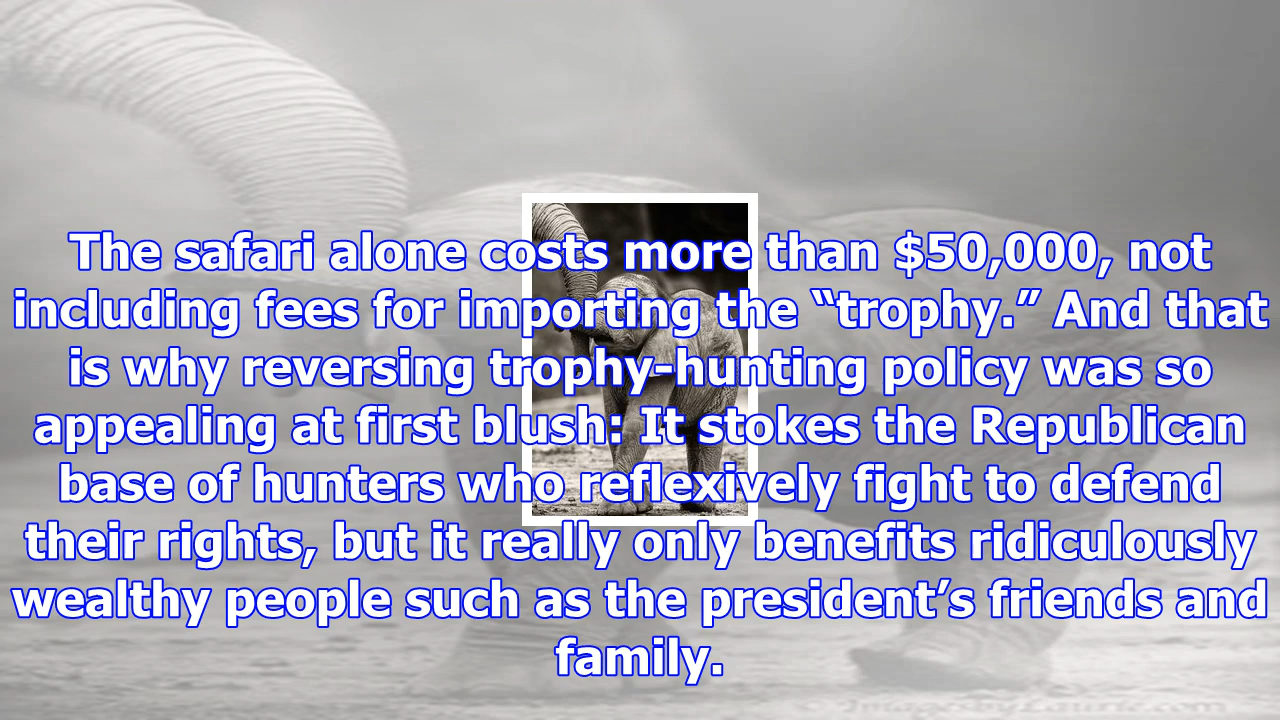 The safari alone costs more than $50,000, not
including fees for importing the “trophy.” And that
is why reversing trophy-hunting policy was so
appealing at first blush: It stokes the Republican
base of hunters who reflexively fight to defend
their rights, but it really only benefits ridiculously
wealthy people such as the president’s friends and
family.
© ImagesbyLaurie.com